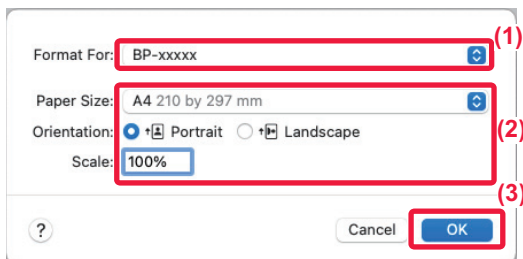 (1)
Format For: BP-xxxxx
Paper Size: A4 210 by 297 mm
Orientation: Portrait Landscape
(2)
Scale: 100%
(3)
? Cancel OK